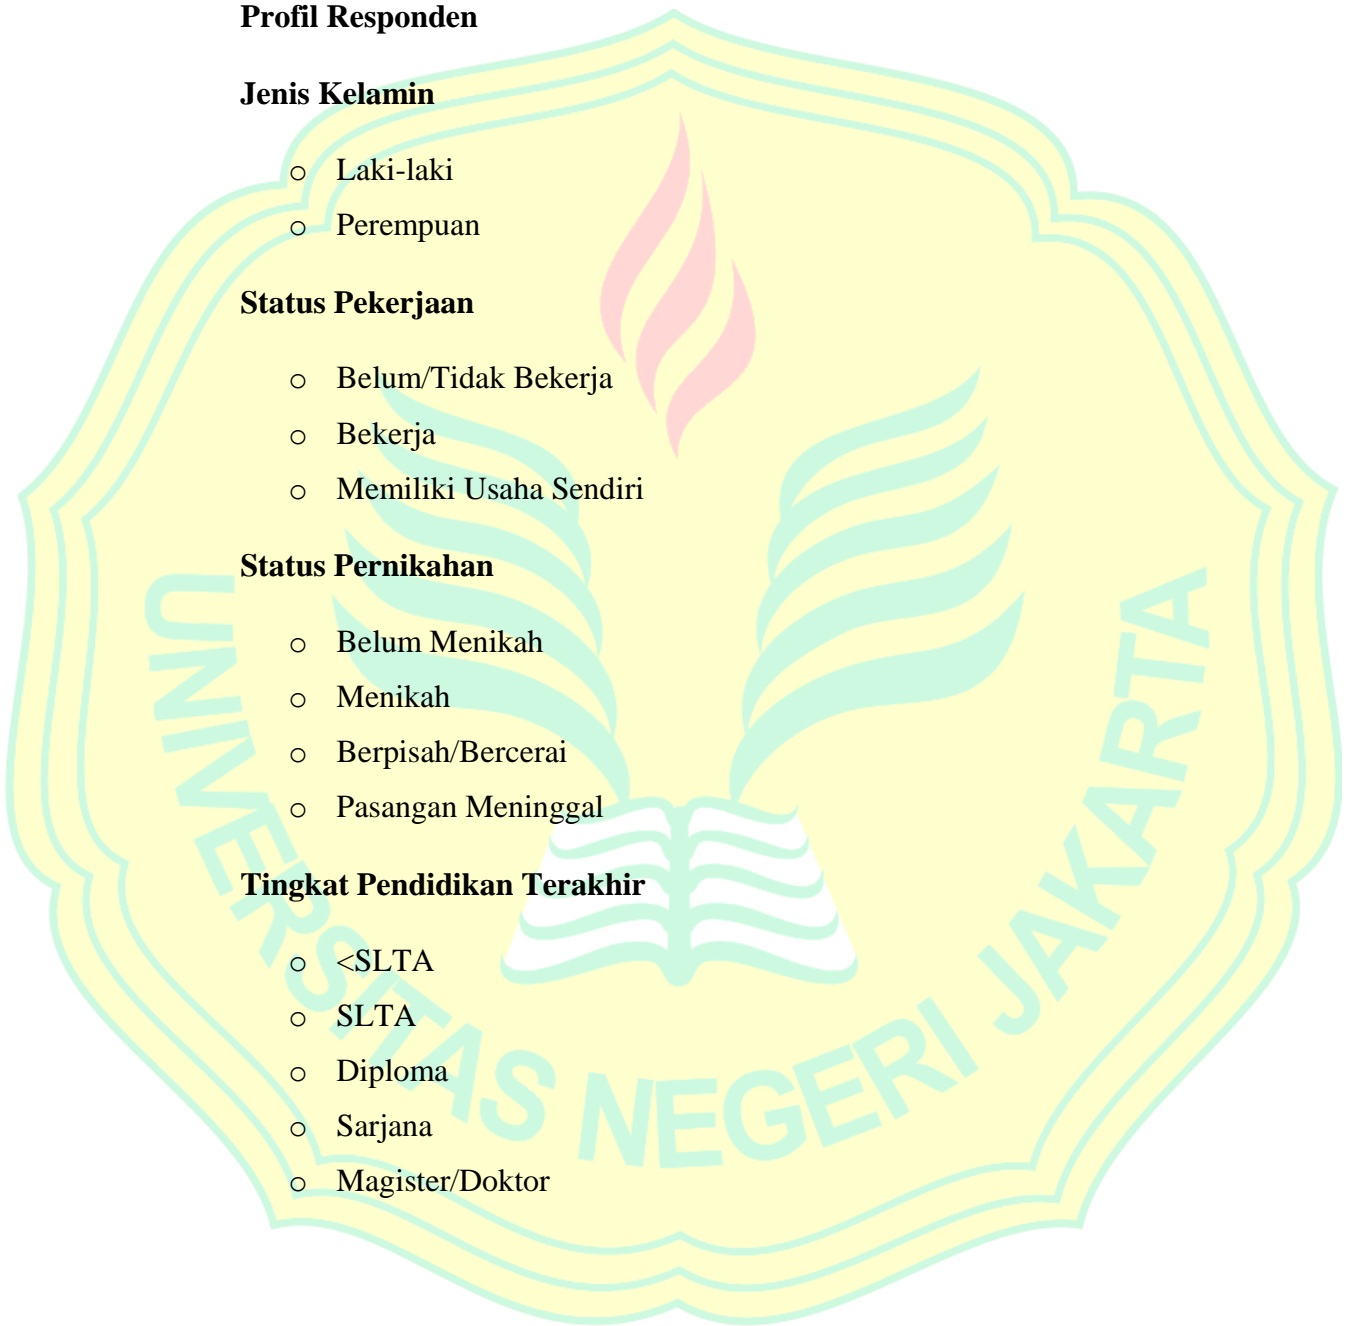 Profil Responden
Jenis Kelamin
o Laki-laki
o Perempuan
Status Pekerjaan
o Belum/Tidak Bekerja
o Bekerja
o Memiliki Usaha Sendiri
Status Pernikahan
o Belum Menikah
o Menikah
o Berpisah/Bercerai
o Pasangan Meninggal
Tingkat Pendidikan Terakhir
o <SLTA
o SLTA
o Diploma
o Sarjana
o Magister/Doktor
UNIVERSITAS NEGERI JAKARTA